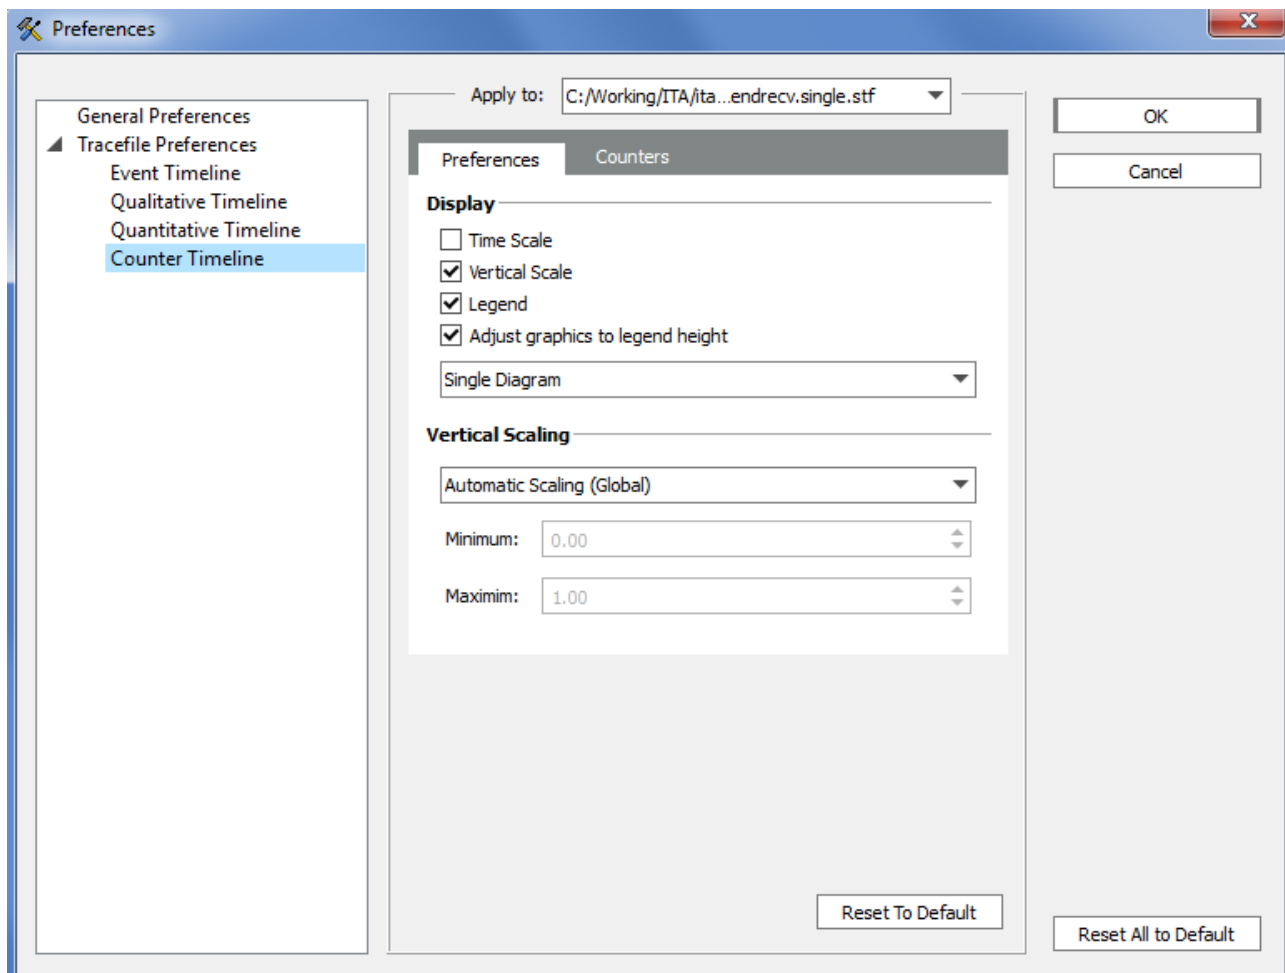 Preferences
General Preferences
Tracefile Preferences
Event Timeline
Qualitative Timeline
Quantitative Timeline
Counter Timeline
Apply to: C:/Working/ITA/ita...endrecv.single.stf
Preferences Counters
Display
Time Scale
Vertical Scale
Legend
Adjust graphics to legend height
Single Diagram
Vertical Scaling
Automatic Scaling (Global)
Minimum: 0.00
Maximim: 1.00
Reset To Default
OK
Cancel
Reset All to Default